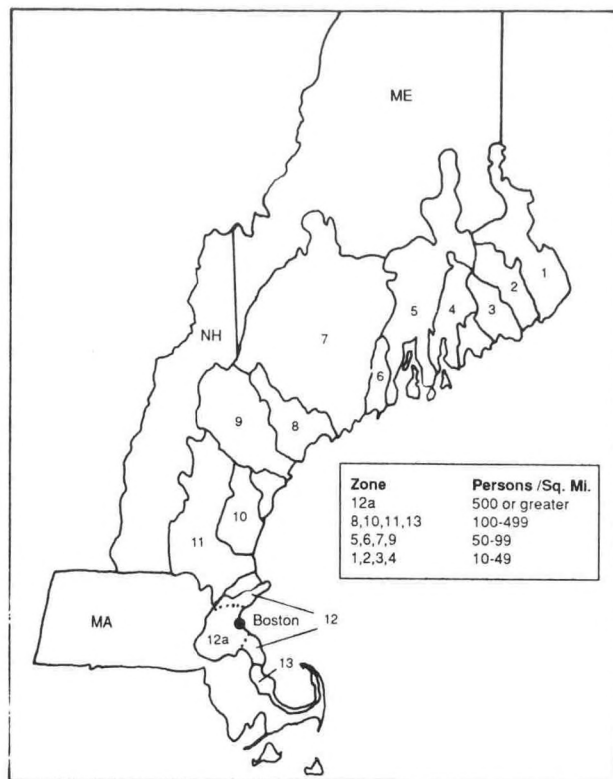 ME
1
2
3
4
5
6
7
NH
8
9
10
11
Zone Persons /Sq. Mi.
12a 500 or greater
8,10,11,13 100-499
5,6,7,9 50-99
1,2,3,4 10-49
MA
Boston
12
12a
13